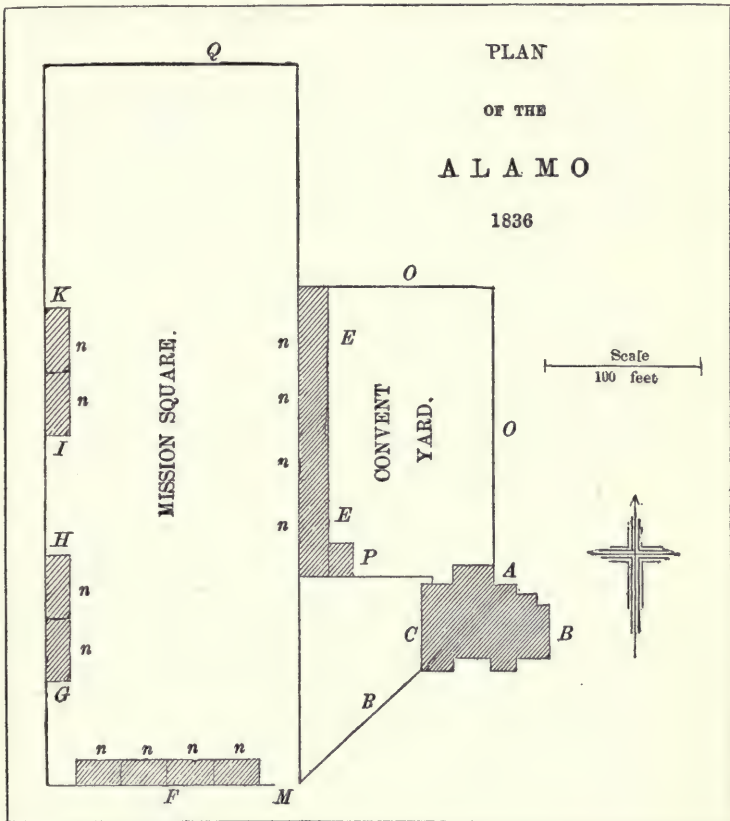 PLAN
OF THE
ALAMO
1836
Q
O
K
n
n
E
n
MISSION SQUARE.
CONVENT
YARD.
Scale
100 feet
n
O
I
n
H
n
E
n
P
A
n
C
B
G
B
n
n
n
n
F
M